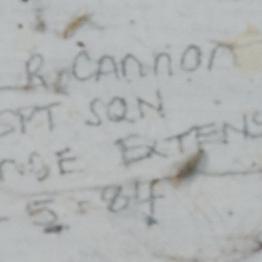 R. CANNON
SPT SQN
EXTENS
- 5 - 84